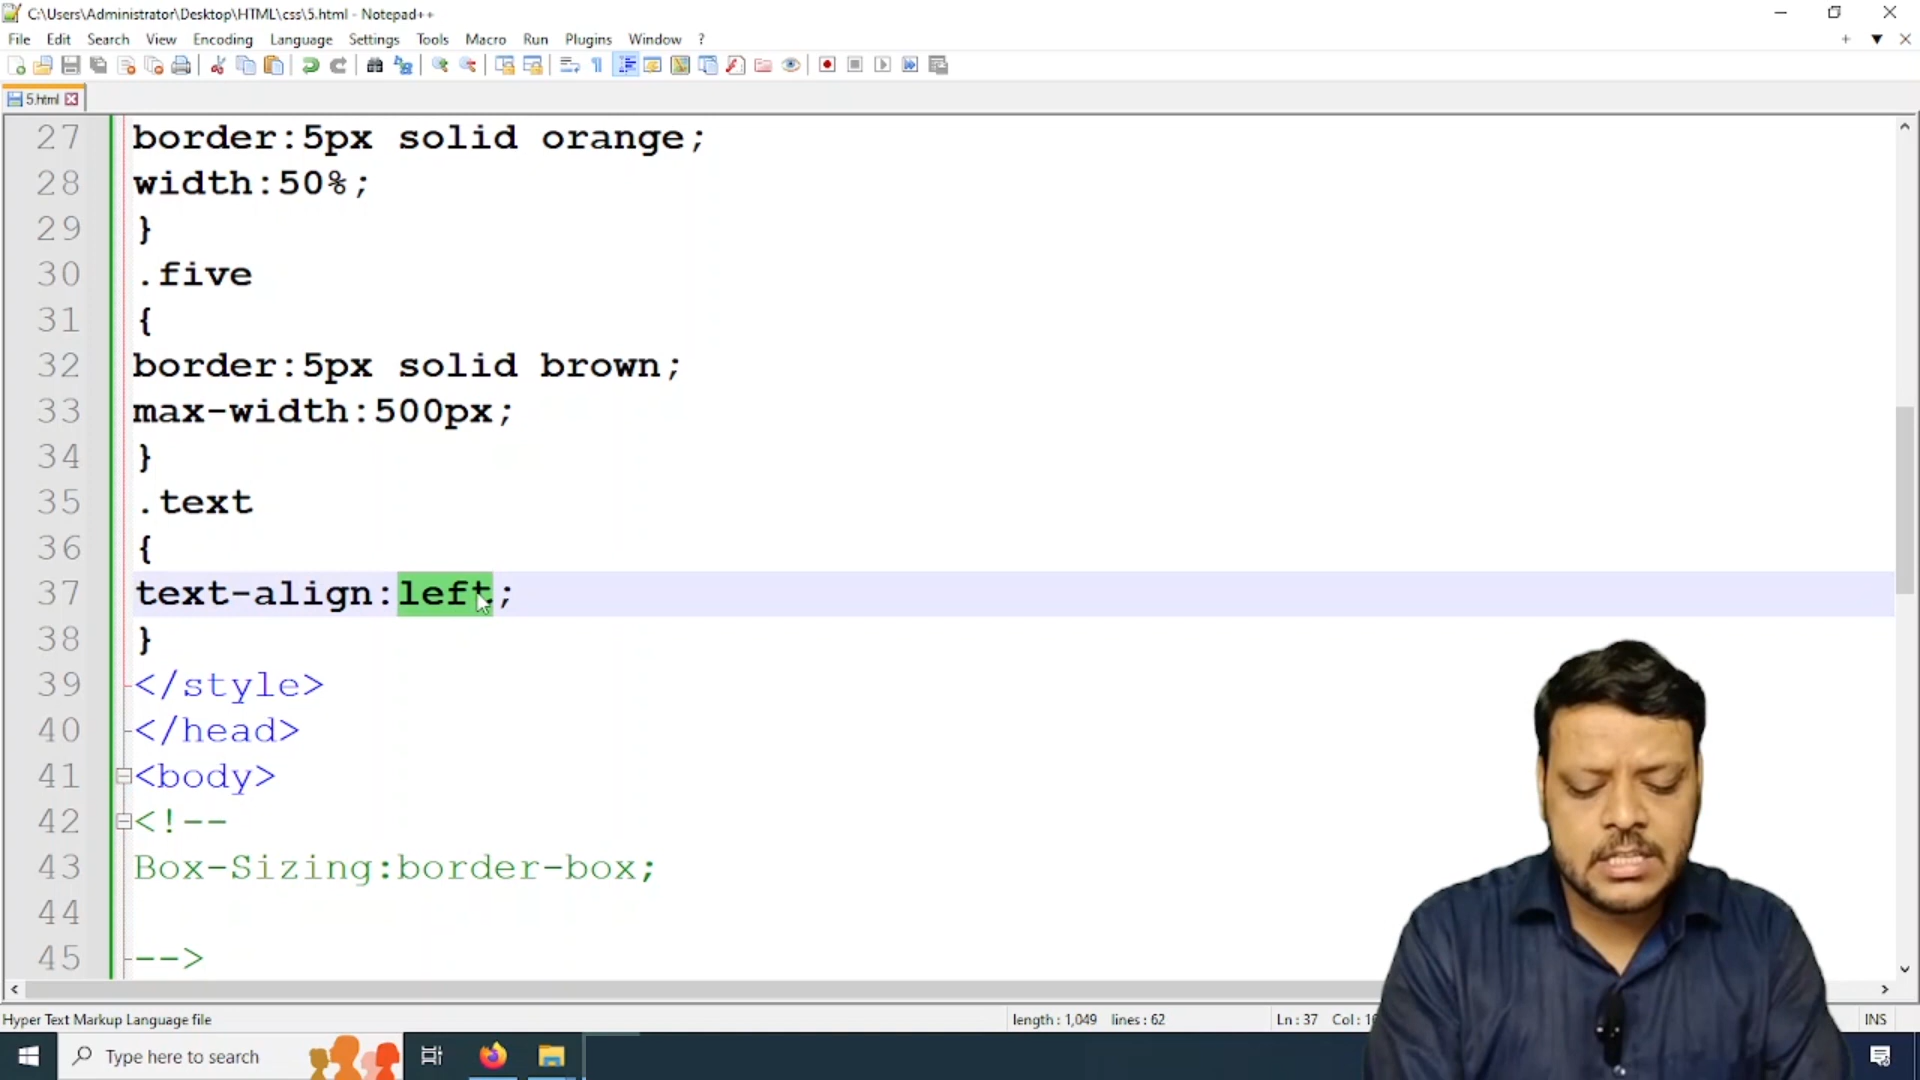 C:\Users\Administrator\Desktop\HTML\css\5.html - Notepad++
File Edit Search View Encoding Language Settings Tools Macro Run Plugins Window ?
5.html
27 border:5px solid orange;
28 width:50%;
29 }
30 .five
31 {
32 border:5px solid brown;
33 max-width:500px;
34 }
35 .text
36 {
37 text-align:left;
38 }
39 </style>
40 </head>
41 <body>
42 <!--
43 Box-Sizing:border-box;
44
45 -->
Hyper Text Markup Language file length : 1,049 lines : 62 Ln : 37 Col : INS
Type here to search